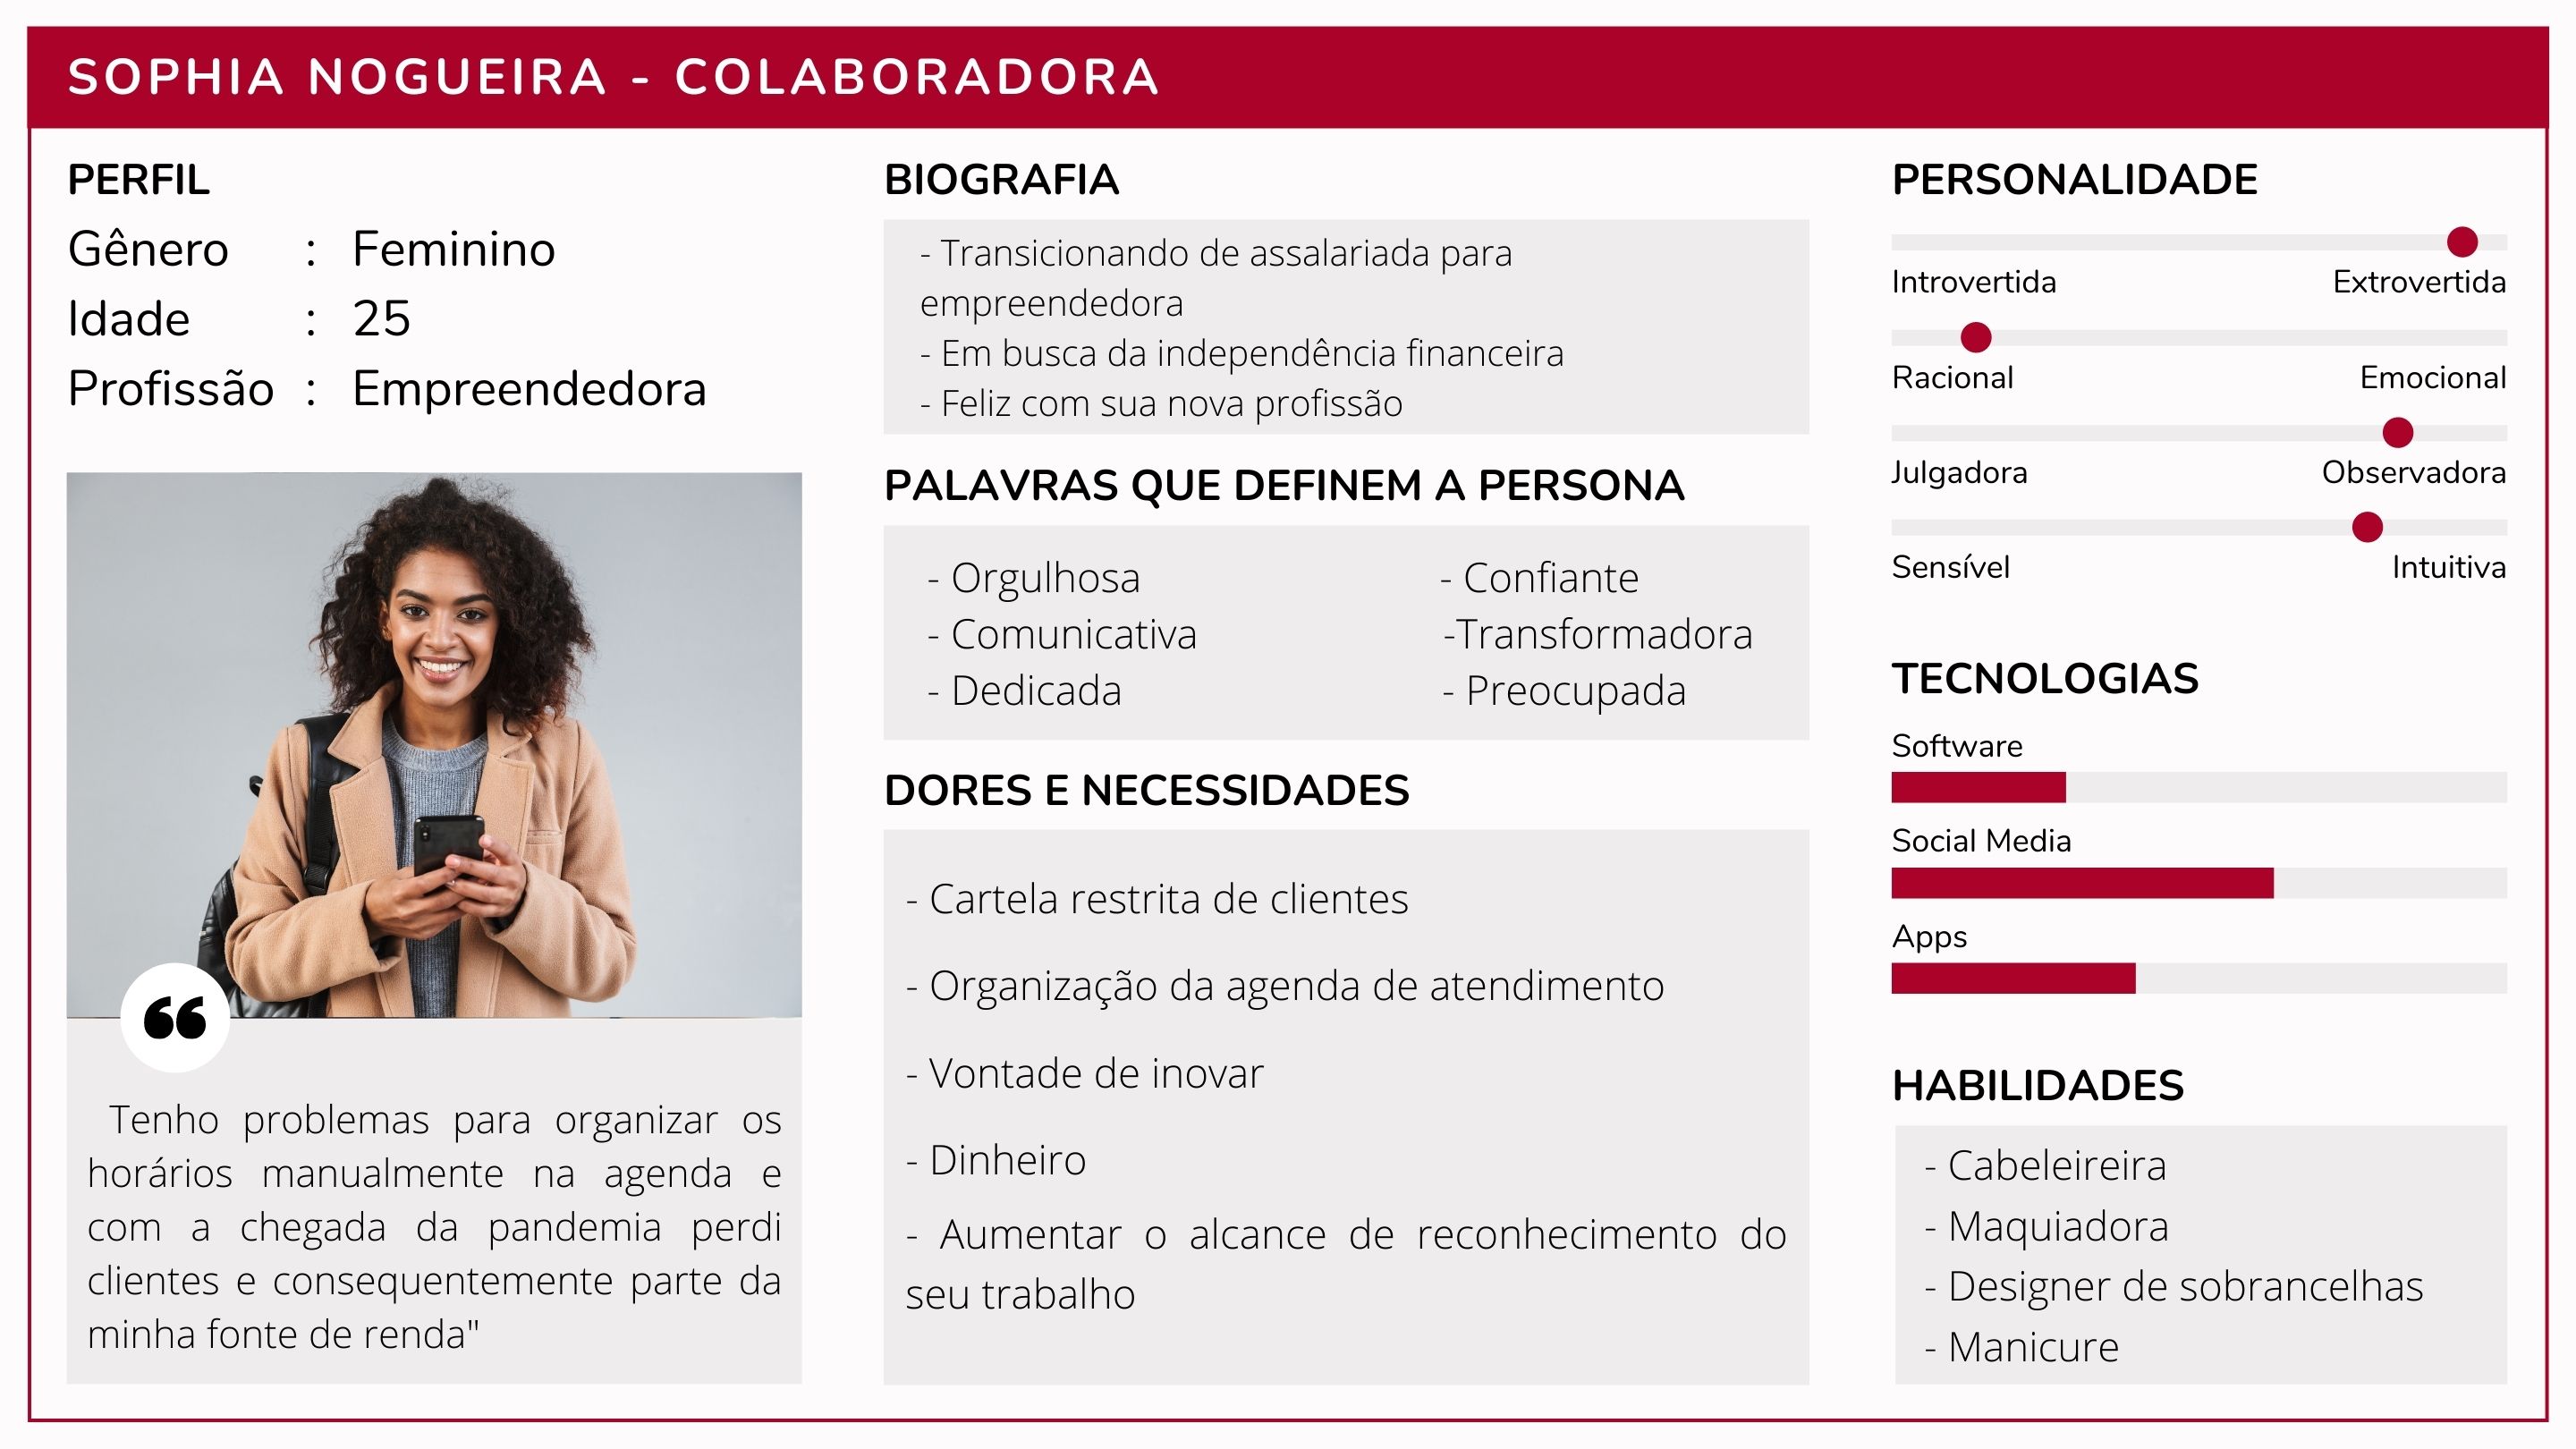 SOPHIA NOGUEIRA - COLABORADORA
PERFIL
Gênero : Feminino
Idade : 25
Profissão : Empreendedora
“
Tenho problemas para organizar os
horários manualmente na agenda e
com a chegada da pandemia perdi
clientes e consequentemente parte da
minha fonte de renda"
BIOGRAFIA
- Transicionando de assalariada para
empreendedora
- Em busca da independência financeira
- Feliz com sua nova profissão
PALAVRAS QUE DEFINEM A PERSONA
- Orgulhosa
- Comunicativa
- Dedicada
- Confiante
-Transformadora
- Preocupada
DORES E NECESSIDADES
- Cartela restrita de clientes
- Organização da agenda de atendimento
- Vontade de inovar
- Dinheiro
- Aumentar o alcance de reconhecimento do
seu trabalho
PERSONALIDADE
Introvertida Extrovertida
Racional Emocional
Julgadora Observadora
Sensível Intuitiva
TECNOLOGIAS
Software
Social Media
Apps
HABILIDADES
- Cabeleireira
- Maquiadora
- Designer de sobrancelhas
- Manicure